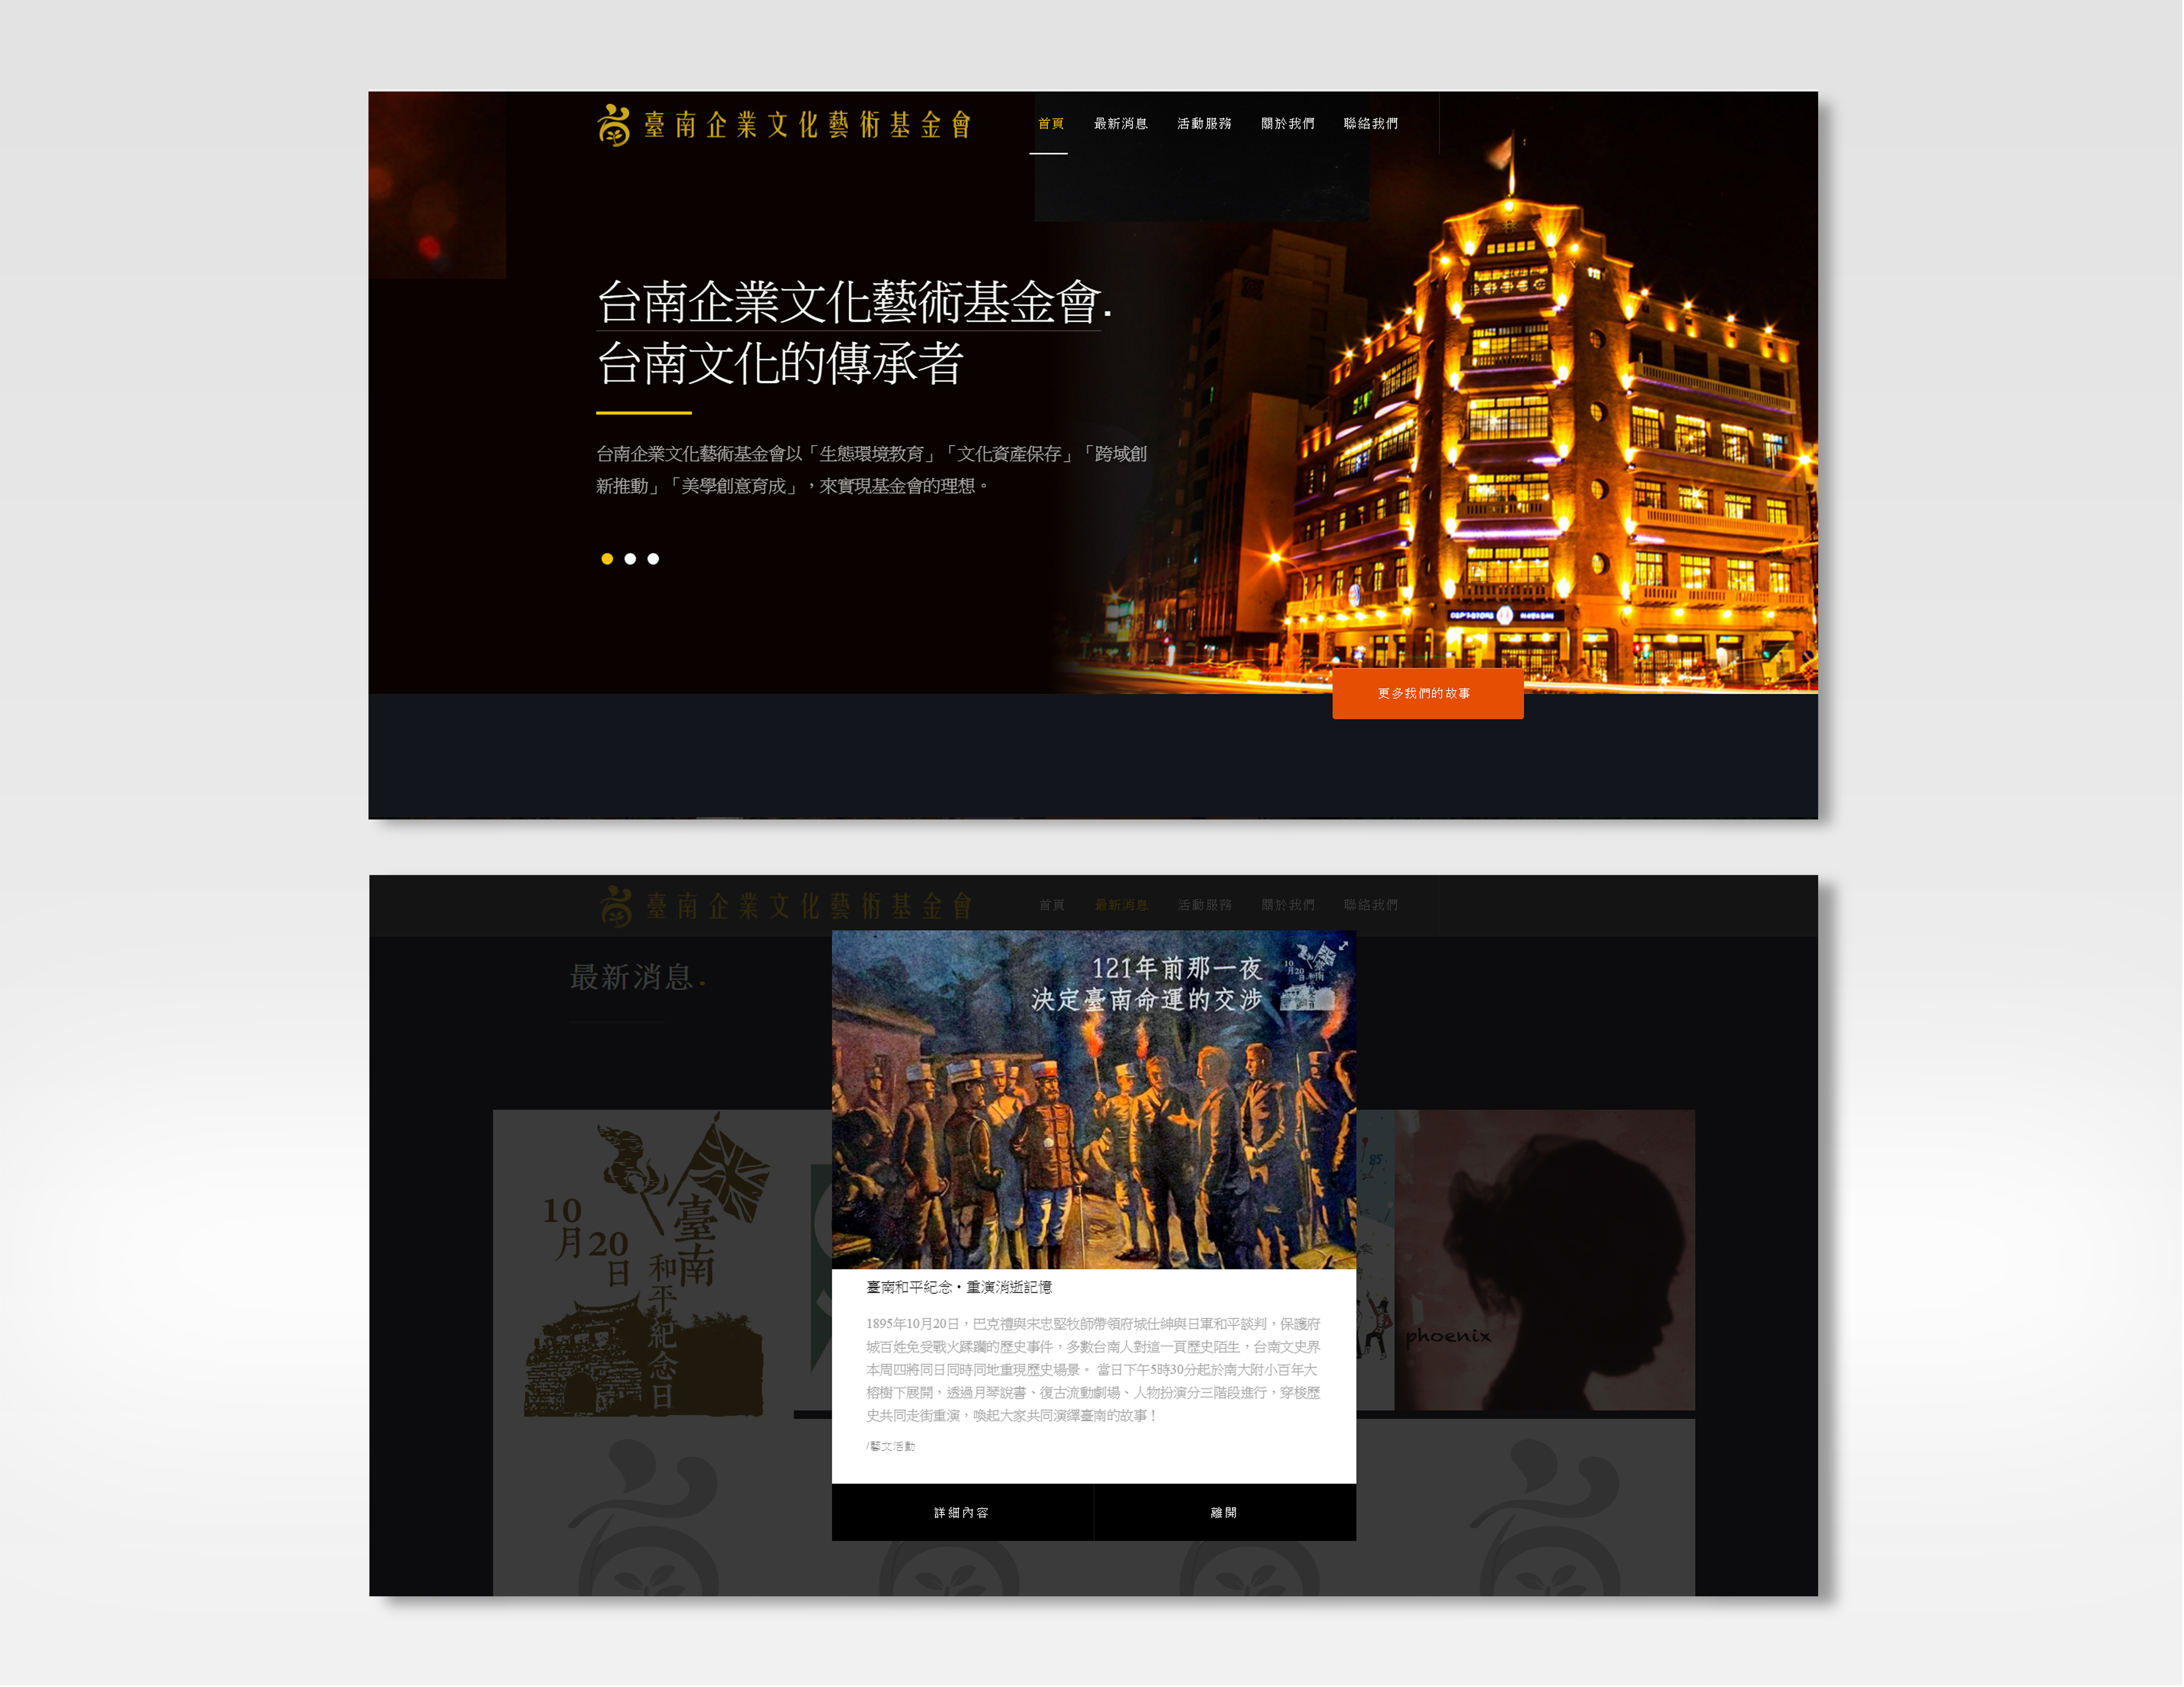 臺南企業文化藝術基金會
首頁 最新消息 活動服務 關於我們 聯絡我們
台南企業文化藝術基金會.
台南文化的傳承者
台南企業文化藝術基金會以「生態環境教育」「文化資產保存」「跨域創
新推動」「美學創意育成」，來實現基金會的理想。
更多我們的故事
臺南企業文化藝術基金會
首頁 最新消息 活動服務 關於我們 聯絡我們
最新消息.
121年前那一夜
決定臺南命運的交涉
10月20日
臺南
和平紀念日
85
phoenix
臺南和平紀念・重演消逝記憶
1895年10月20日，巴克禮與宋忠堅牧師帶領府城仕紳與日軍和平談判，保護府
城百姓免受戰火蹂躪的歷史事件，多數台南人對這一頁歷史陌生，台南文史界
本周四將同日同時同地重現歷史場景。 當日下午5時30分起於南大附小百年大
榕樹下展開，透過月琴說書、復古流動劇場、人物扮演分三階段進行，穿梭歷
史共同走街重演，喚起大家共同演繹臺南的故事！
/藝文活動
詳細內容 離開